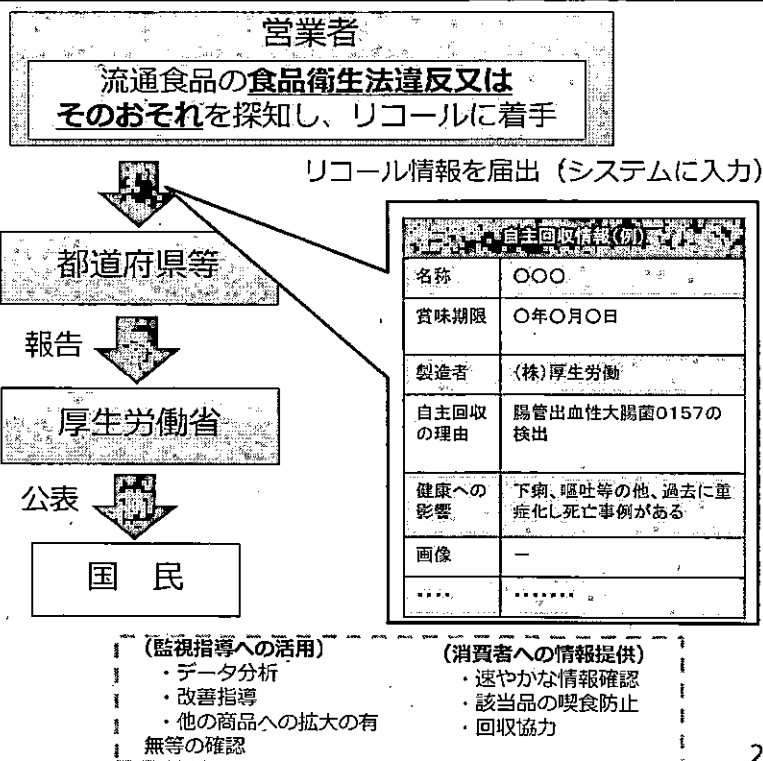 営業者
流通食品の食品衛生法違反又は
そのおそれを探知し、リコールに着手
リコール情報を届出（システムに入力）
都道府県等
報告
厚生労働省
公表
国　民
自主回収情報(例)
名称 〇〇〇
賞味期限 〇年〇月〇日
製造者 (株)厚生労働
自主回収 腸管出血性大腸菌O157の
の理由 検出
健康への 下痢、嘔吐等の他、過去に重
影響 症化し死亡事例がある
画像 －
････ ･･･････
(監視指導への活用)
・データ分析
・改善指導
・他の商品への拡大の有
無等の確認
(消費者への情報提供)
・速やかな情報確認
・該当品の喫食防止
・回収協力
2